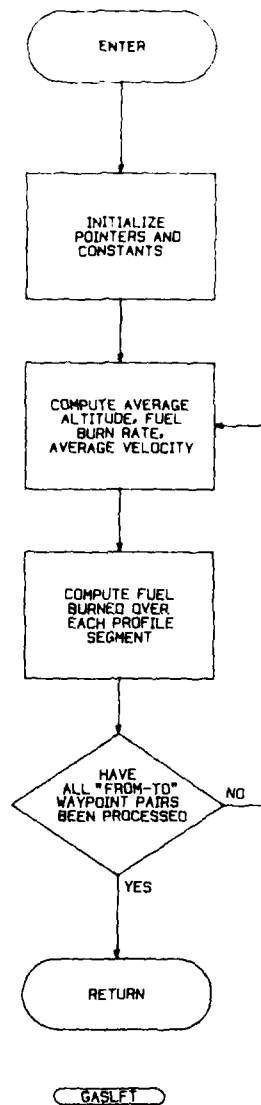 ENTER
INITIALIZE
POINTERS AND
CONSTANTS
COMPUTE AVERAGE
ALTITUDE, FUEL
BURN RATE,
AVERAGE VELOCITY
COMPUTE FUEL
BURNED OVER
EACH PROFILE
SEGMENT
HAVE
ALL "FROM-TO"
WAYPOINT PAIRS
BEEN PROCESSED
NO
YES
RETURN
GASLFT